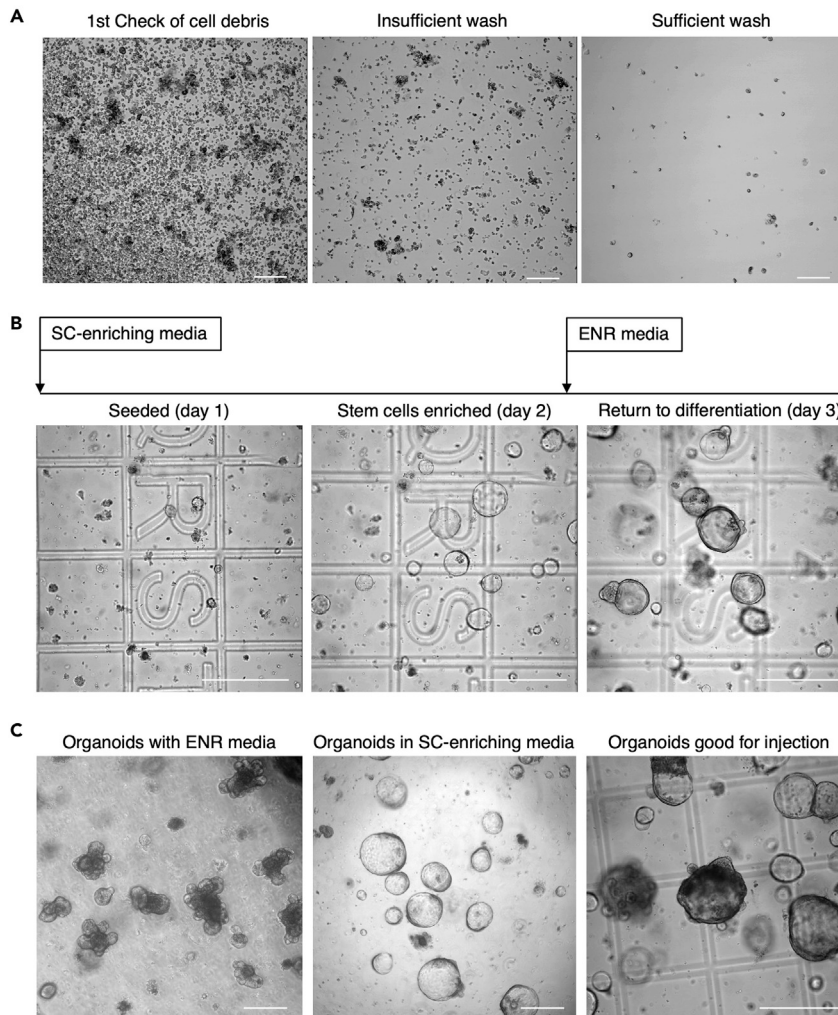 A
1st Check of cell debris
Insufficient wash
Sufficient wash
B
SC-enriching media
ENR media
Seeded (day 1)
Stem cells enriched (day 2)
Return to differentiation (day 3)
R
S
R
S
R
S
C
Organoids with ENR media
Organoids in SC-enriching media
Organoids good for injection